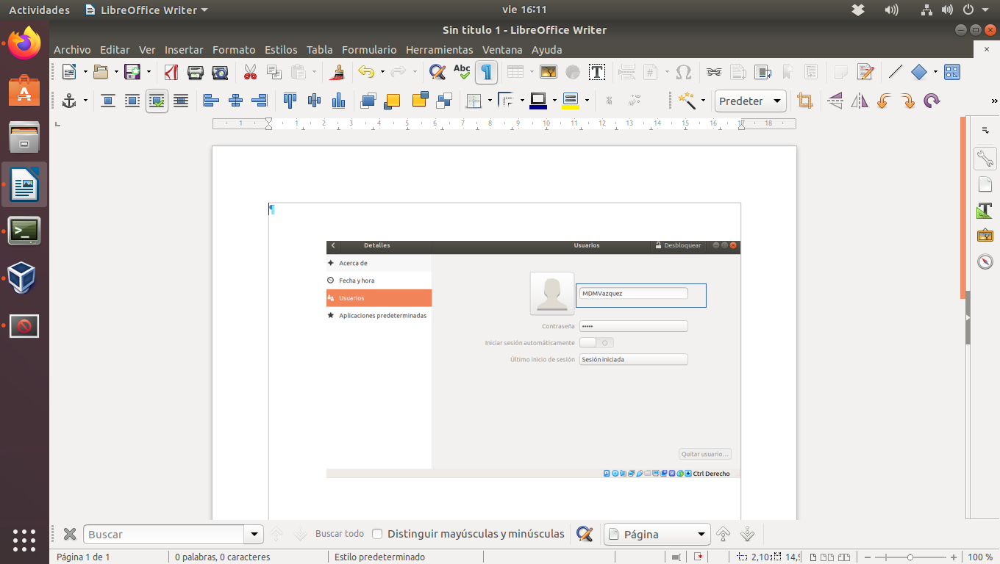 Actividades LibreOffice Writer vie 16:11
Sin título 1 - LibreOffice Writer
Archivo Editar Ver Insertar Formato Estilos Tabla Formulario Herramientas Ventana Ayuda
Abc
Predeter
1 1 2 3 4 5 6 7 8 9 10 11 12 13 14 15 16 17 18
¶
Detalles Usuarios Desbloquear
Acerca de
Fecha y hora
Usuarios
Aplicaciones predeterminadas
MDMVazquez
Contraseña •••••
Iniciar sesión automáticamente
Último inicio de sesión Sesión iniciada
Quitar usuario...
Ctrl Derecho
Buscar Buscar todo Distinguir mayúsculas y minúsculas Página
Página 1 de 1 0 palabras, 0 caracteres Estilo predeterminado 2,10 14,9 100 %